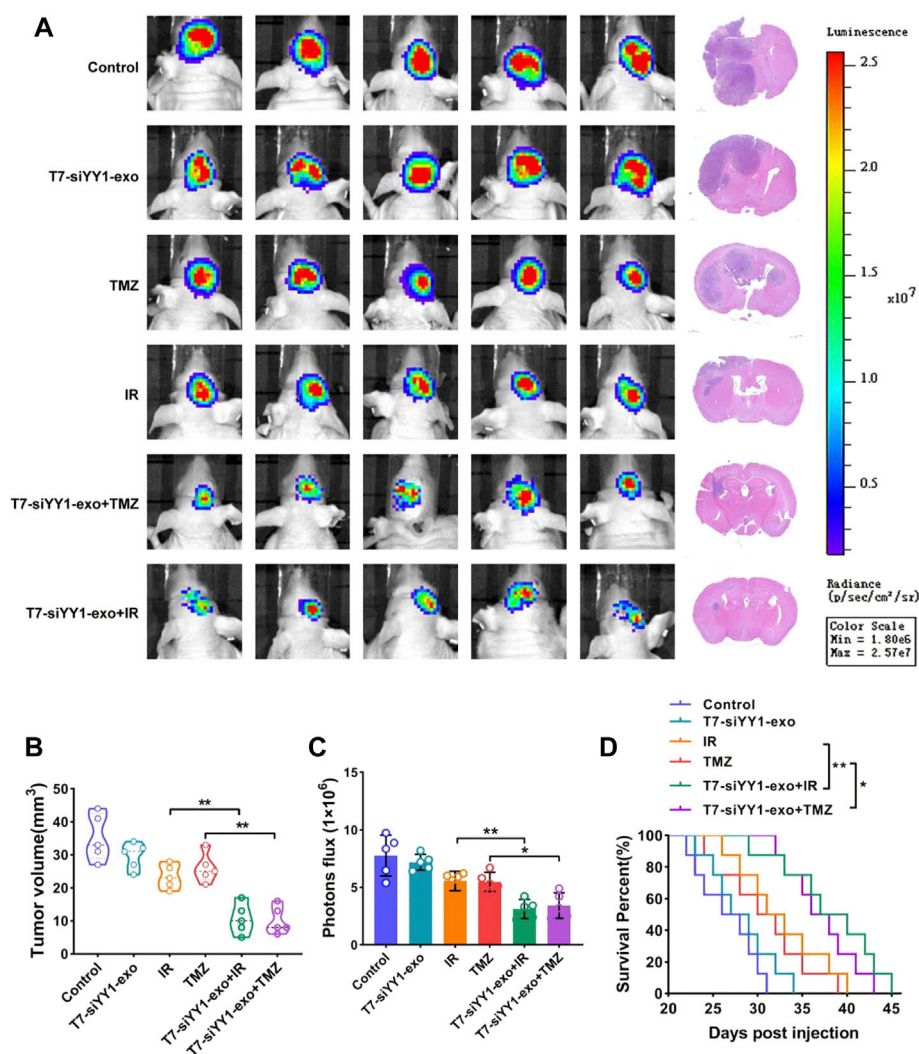 A
Control
T7-siYY1-exo
TMZ
IR
T7-siYY1-exo+TMZ
T7-siYY1-exo+IR
Luminescence
2.5
2.0
1.5
x10⁷
1.0
Radiance
(p/sec/cm²/sr)
Color Scale
Min = 1.80e6
Max = 2.57e7
B
Tumor volume(mm³)
50
40
30
20
10
0
**
**
Control
T7-siYY1-exo
IR
TMZ
T7-siYY1-exo+IR
T7-siYY1-exo+TMZ
C
Photons flux (1×10⁶)
15
10
5
0
**
*
Control
T7-siYY1-exo
IR
TMZ
T7-siYY1-exo+IR
T7-siYY1-exo+TMZ
D
Control
T7-siYY1-exo
IR
TMZ
T7-siYY1-exo+IR
T7-siYY1-exo+TMZ
**
*
Survival Percent(%)
100
80
60
40
20
0
20 25 30 35 40 45
Days post injection